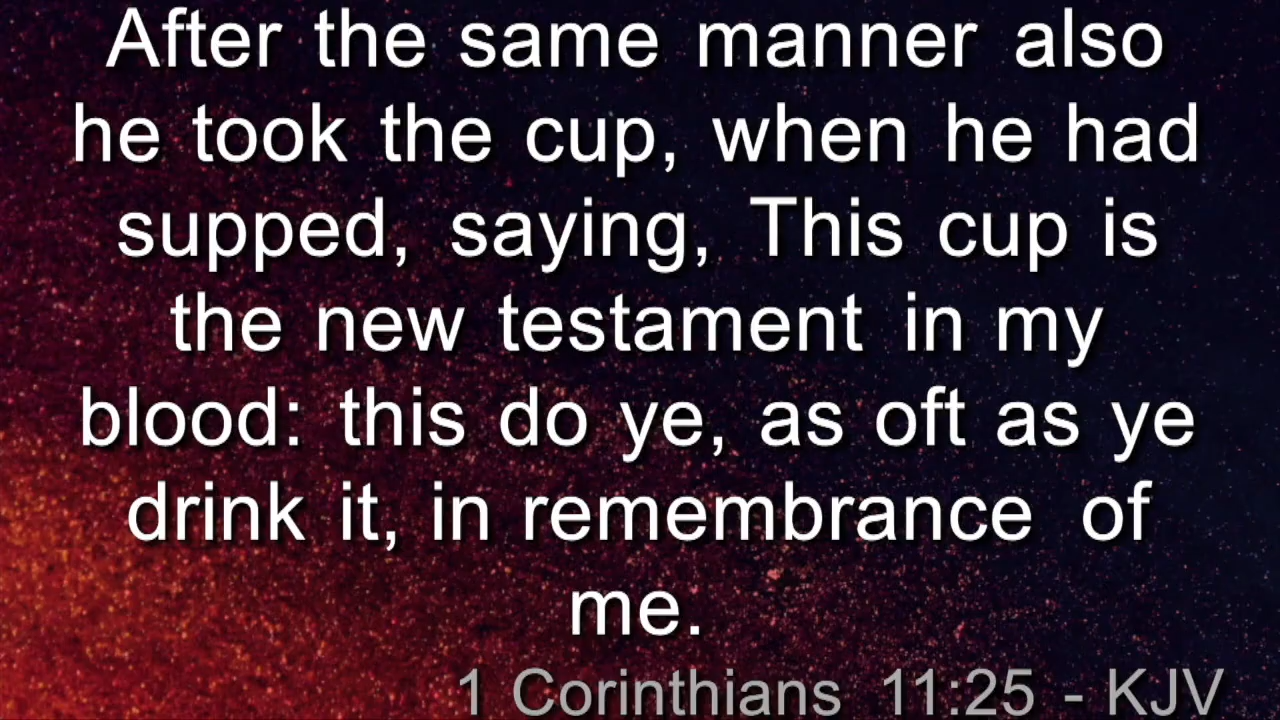 After the same manner also
he took the cup, when he had
supped, saying, This cup is
the new testament in my
blood: this do ye, as oft as ye
drink it, in remembrance of
me.
1 Corinthians 11:25 - KJV